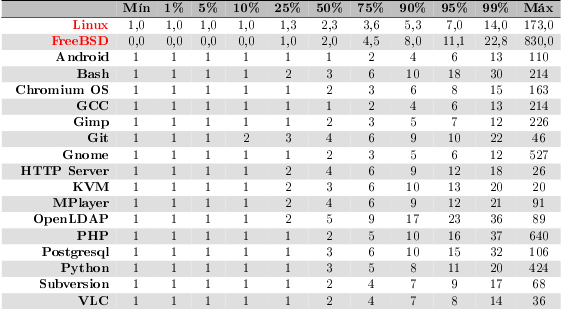 Mín 1% 5% 10% 25% 50% 75% 90% 95% 99% Máx
Linux 1,0 1,0 1,0 1,0 1,3 2,3 3,6 5,3 7,0 14,0 173,0
FreeBSD 0,0 0,0 0,0 0,0 1,0 2,0 4,5 8,0 11,1 22,8 830,0
Android 1 1 1 1 1 1 2 4 6 13 110
Bash 1 1 1 1 2 3 6 10 18 30 214
Chromium OS 1 1 1 1 1 2 3 6 8 15 163
GCC 1 1 1 1 1 1 2 4 6 13 214
Gimp 1 1 1 1 1 2 3 5 7 12 226
Git 1 1 1 2 3 4 6 9 10 22 46
Gnome 1 1 1 1 1 2 3 5 6 12 527
HTTP Server 1 1 1 1 2 4 6 9 12 18 26
KVM 1 1 1 1 2 3 6 10 13 20 20
MPlayer 1 1 1 1 2 4 6 9 12 21 91
OpenLDAP 1 1 1 1 2 5 9 17 23 36 89
PHP 1 1 1 1 1 2 5 10 16 37 640
Postgresql 1 1 1 1 1 3 6 10 15 32 106
Python 1 1 1 1 1 3 5 8 11 20 424
Subversion 1 1 1 1 1 2 4 7 9 17 68
VLC 1 1 1 1 1 2 4 7 8 14 36